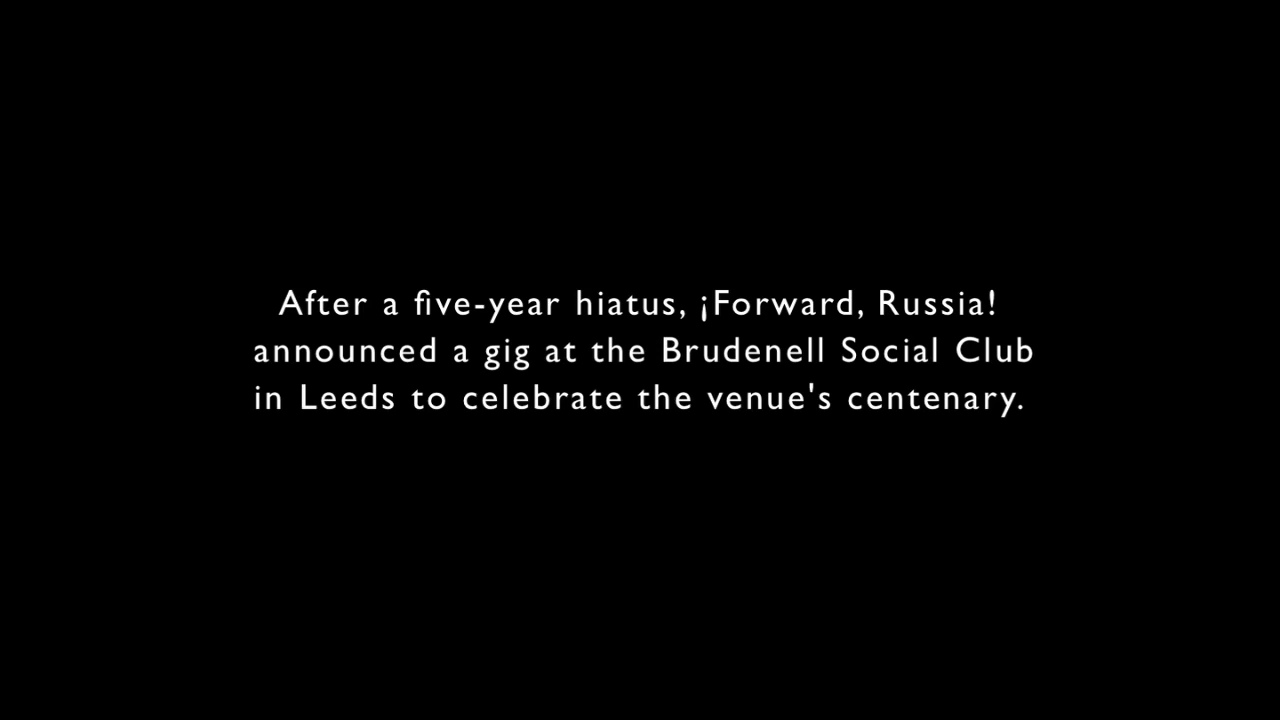 After a five-year hiatus, ¡Forward, Russia!
announced a gig at the Brudenell Social Club
in Leeds to celebrate the venue's centenary.